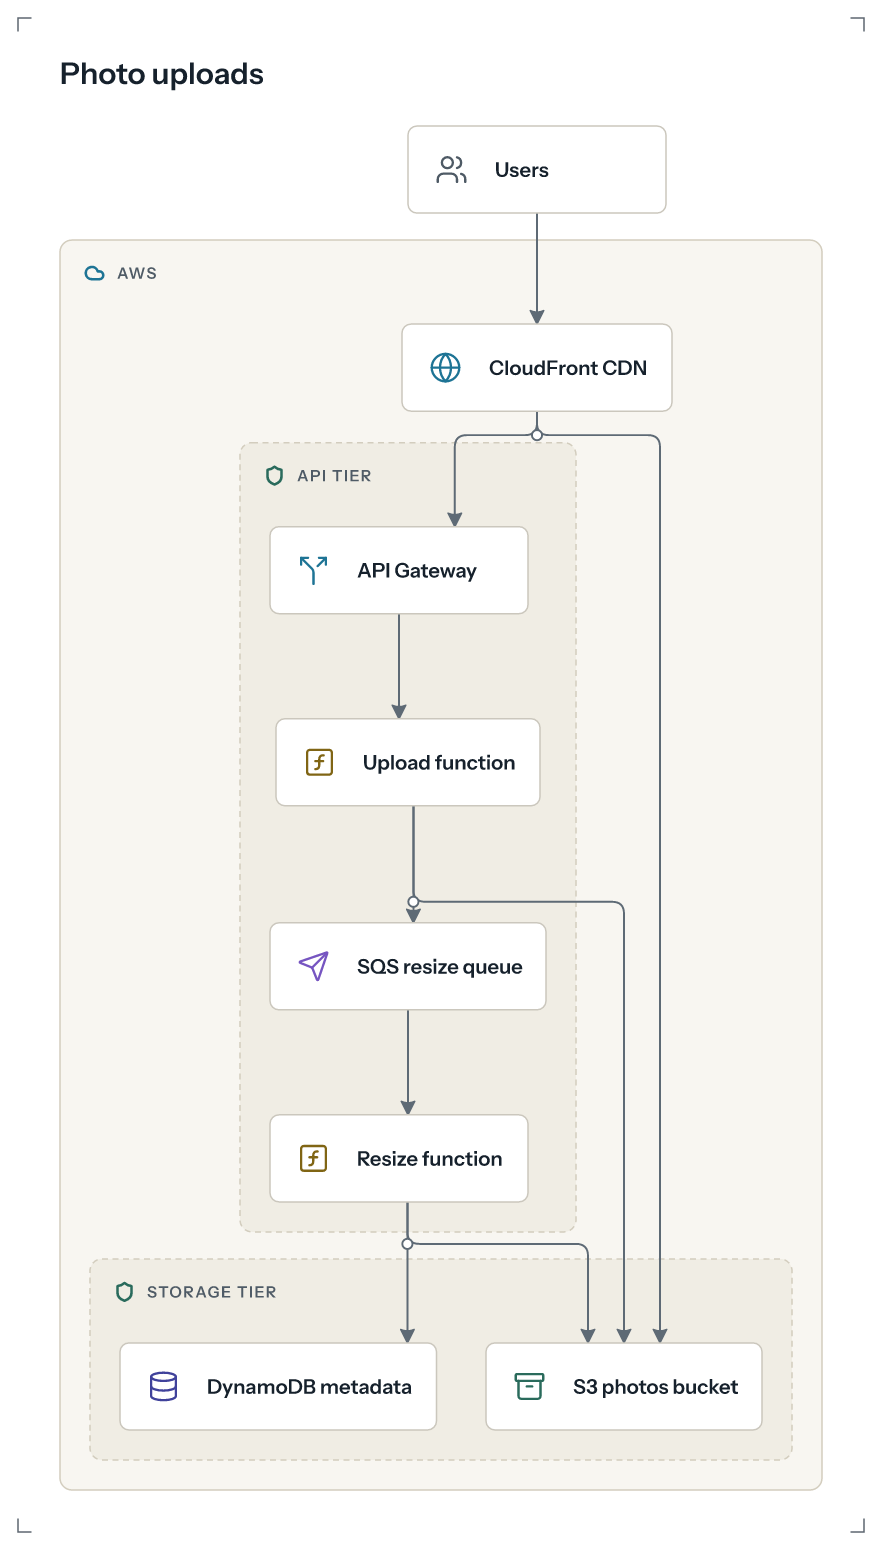 Photo uploads
Users
AWS
CloudFront CDN
API TIER
API Gateway
Upload function
SQS resize queue
Resize function
STORAGE TIER
DynamoDB metadata
S3 photos bucket